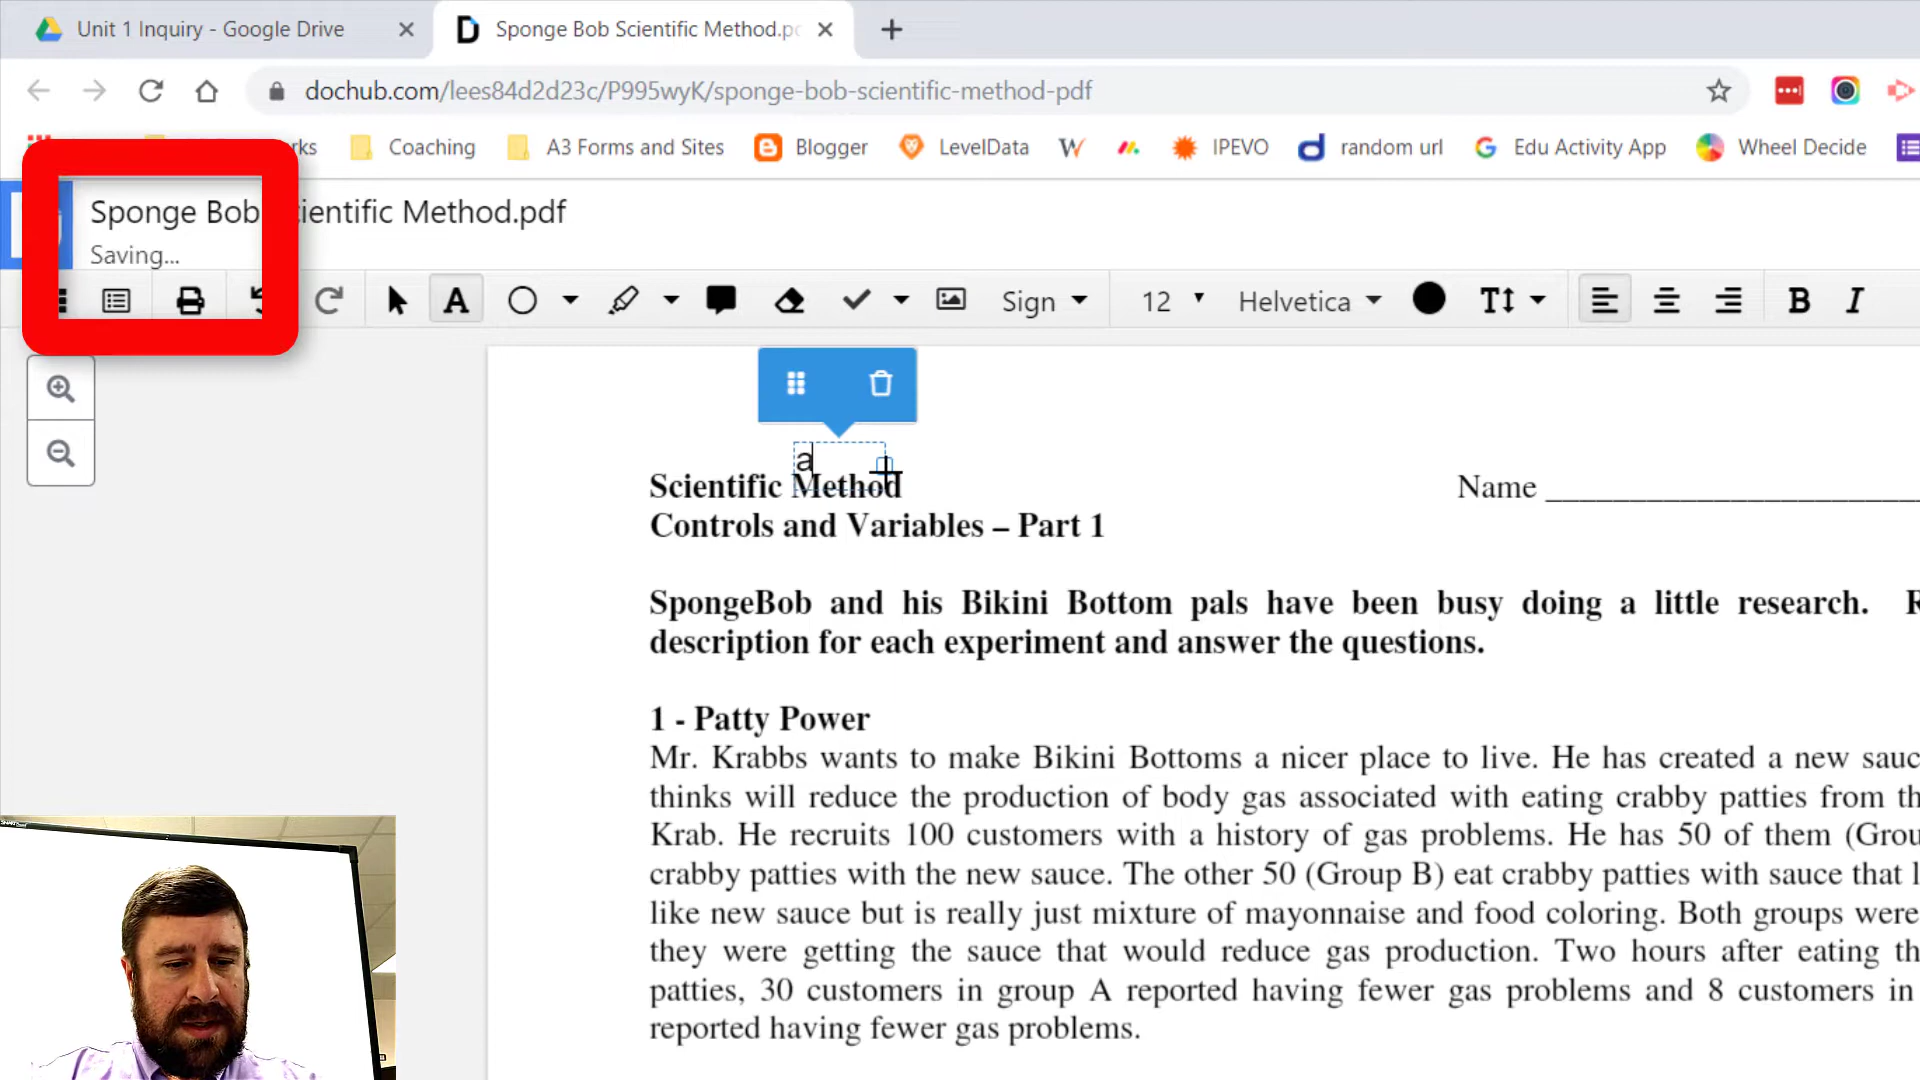 Unit 1 Inquiry - Google Drive
Sponge Bob Scientific Method.p
dochub.com/lees84d2d23c/P995wyK/sponge-bob-scientific-method-pdf
Coaching
A3 Forms and Sites
Blogger
LevelData
IPEVO
random url
Edu Activity App
Wheel Decide
Sponge Bob cientific Method.pdf
Saving...
A
Sign
12
Helvetica
B
I
a
Scientific Method
Name
Controls and Variables – Part 1
SpongeBob and his Bikini Bottom pals have been busy doing a little research.
description for each experiment and answer the questions.
1 - Patty Power
Mr. Krabbs wants to make Bikini Bottoms a nicer place to live. He has created a new sauc
thinks will reduce the production of body gas associated with eating crabby patties from th
Krab. He recruits 100 customers with a history of gas problems. He has 50 of them (Grou
crabby patties with the new sauce. The other 50 (Group B) eat crabby patties with sauce that l
like new sauce but is really just mixture of mayonnaise and food coloring. Both groups were
they were getting the sauce that would reduce gas production. Two hours after eating th
patties, 30 customers in group A reported having fewer gas problems and 8 customers in
reported having fewer gas problems.